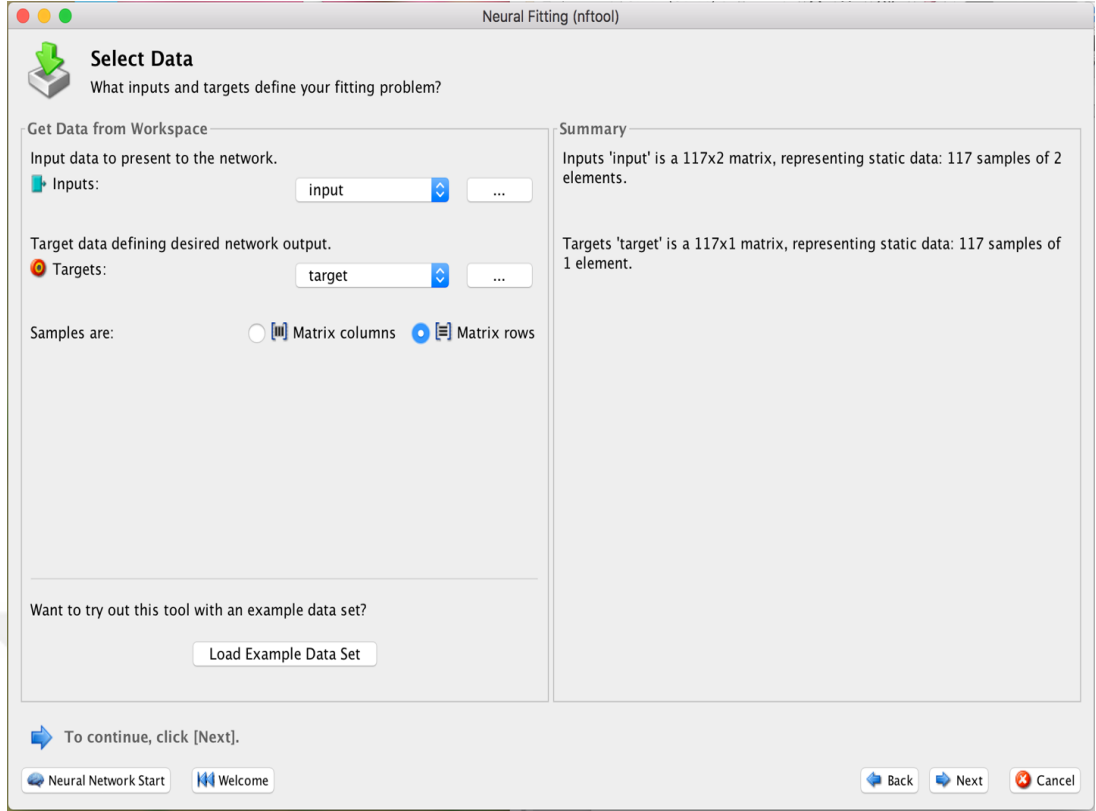 Neural Fitting (nftool)
Select Data
What inputs and targets define your fitting problem?
Get Data from Workspace
Input data to present to the network.
Inputs:
input
...
Target data defining desired network output.
Targets:
target
...
Samples are:
Matrix columns
Matrix rows
Want to try out this tool with an example data set?
Load Example Data Set
Summary
Inputs 'input' is a 117x2 matrix, representing static data: 117 samples of 2
elements.
Targets 'target' is a 117x1 matrix, representing static data: 117 samples of
1 element.
To continue, click [Next].
Neural Network Start
Welcome
Back
Next
Cancel